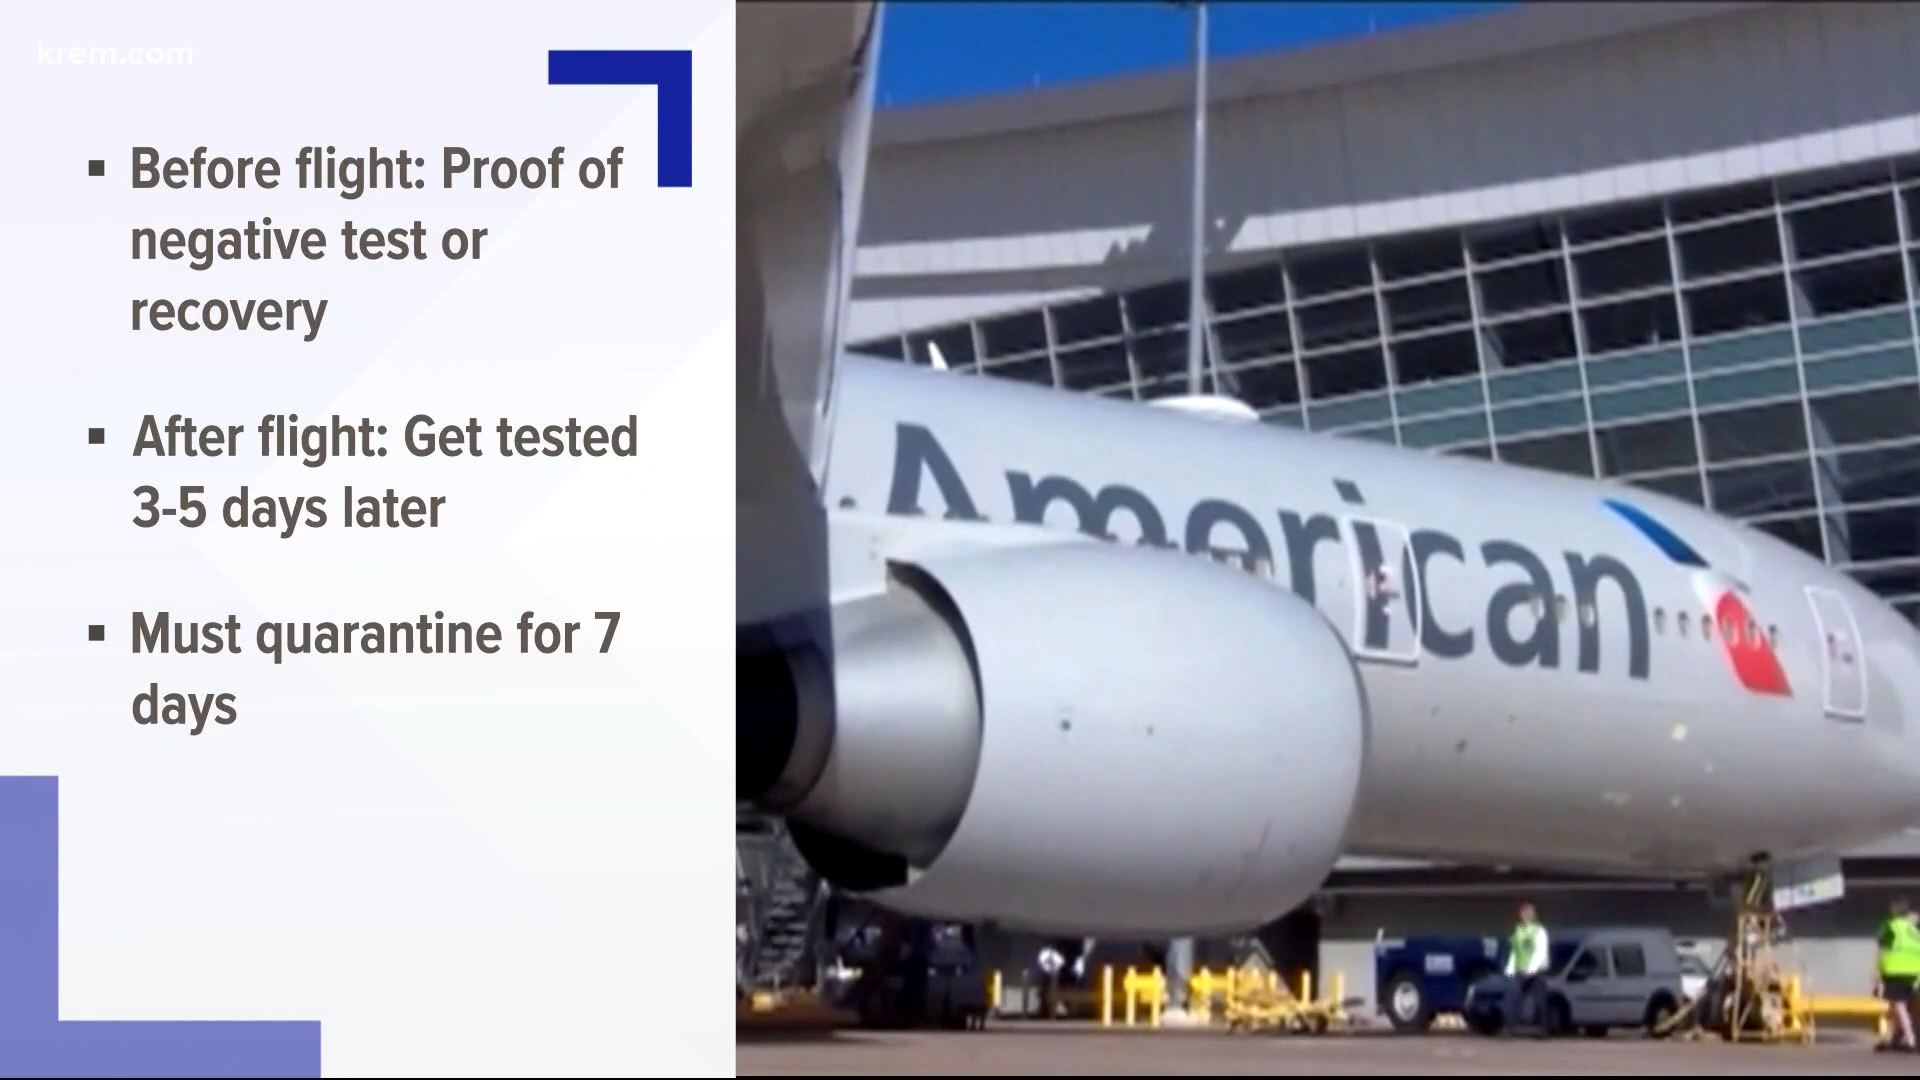 krem.com
▪ Before flight: Proof of
negative test or
recovery
▪ After flight: Get tested
3-5 days later
▪ Must quarantine for 7
days
American